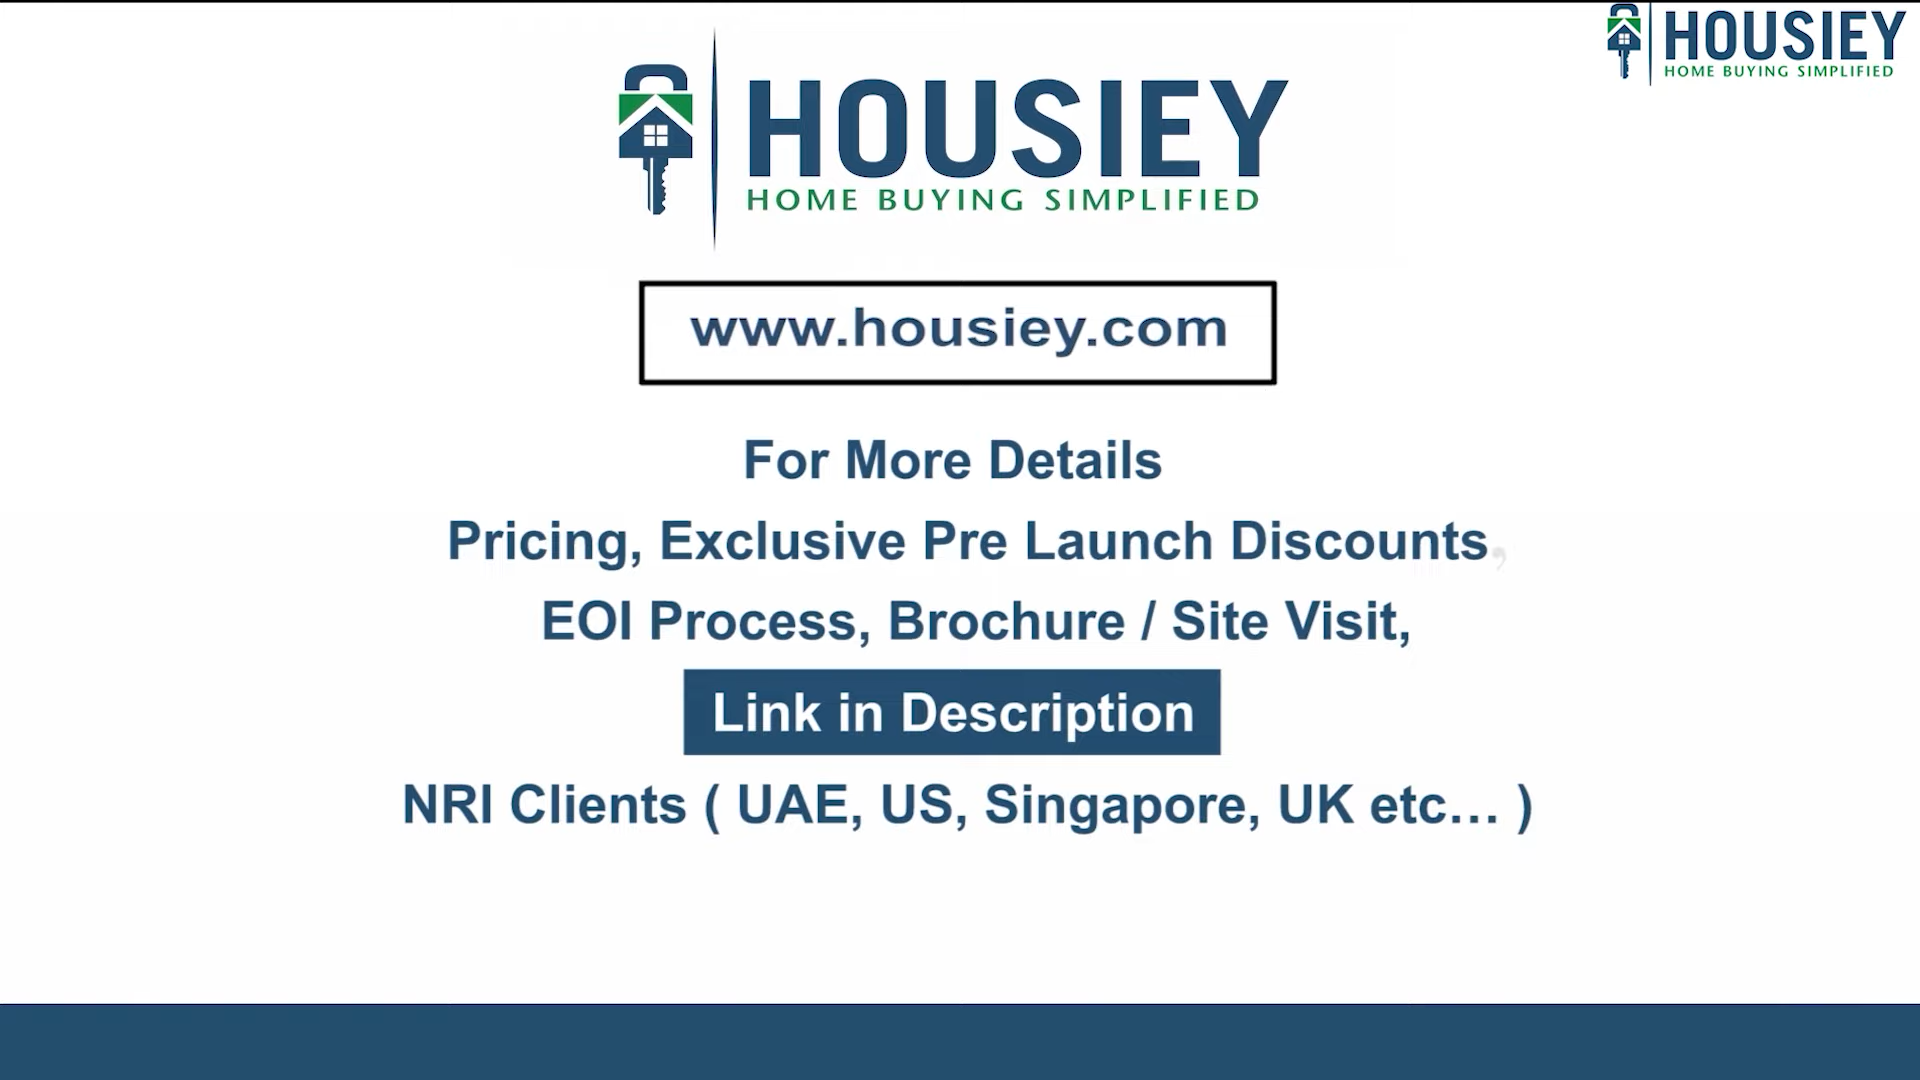 HOUSIEY
HOME BUYING SIMPLIFIED
HOUSIEY
HOME BUYING SIMPLIFIED
www.housiey.com
For More Details
Pricing, Exclusive Pre Launch Discounts,
EOI Process, Brochure / Site Visit,
Link in Description
NRI Clients ( UAE, US, Singapore, UK etc... )